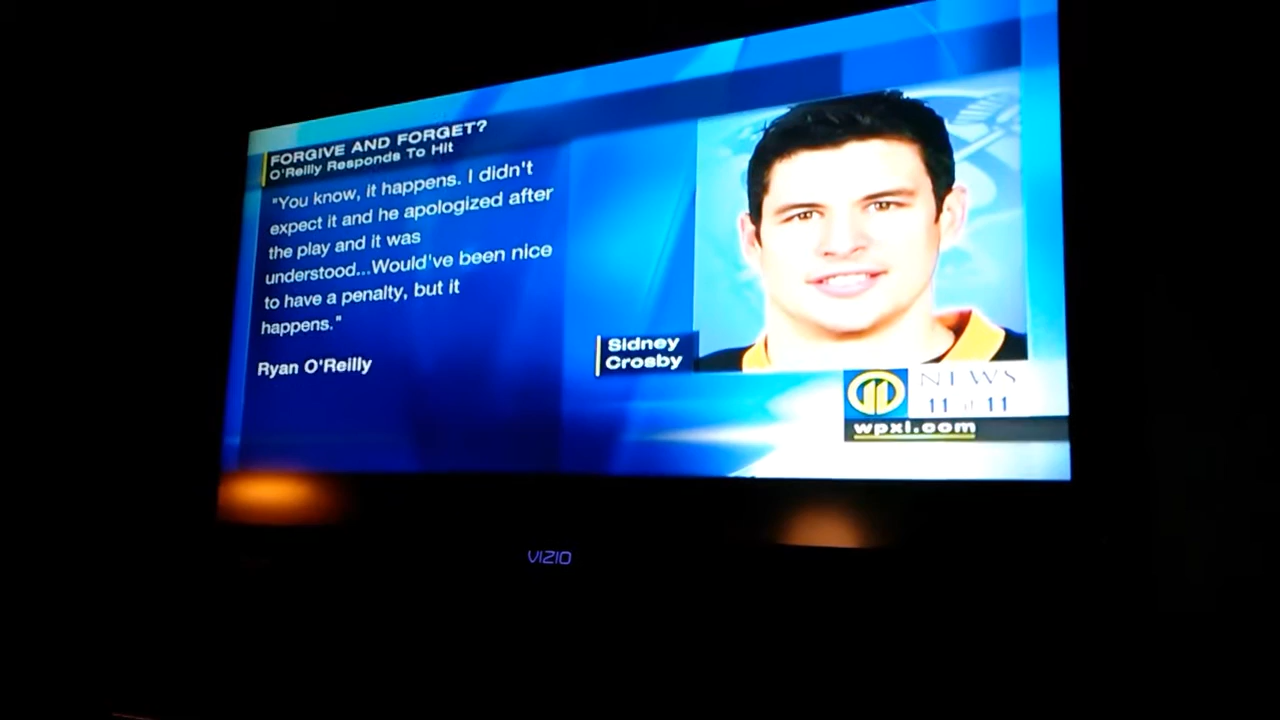 FORGIVE AND FORGET?
O'Reilly Responds To Hit
"You know, it happens. I didn't
expect it and he apologized after
the play and it was
understood...Would've been nice
to have a penalty, but it
happens."
Ryan O'Reilly
Sidney
Crosby
11
NEWS
11 at 11
wpxi.com
VIZIO